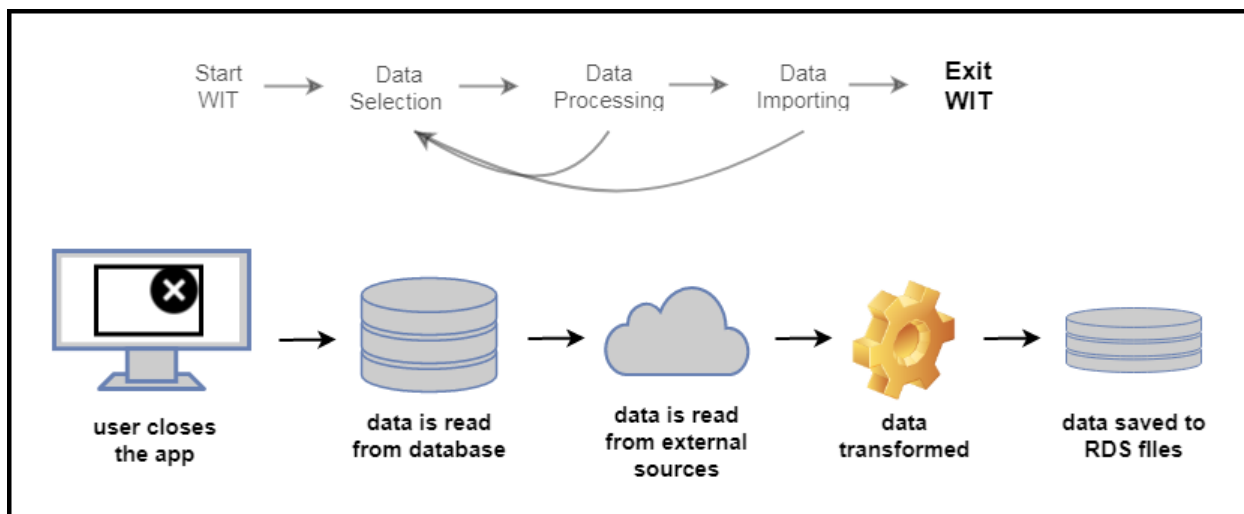 Start
WIT
Data
Selection
Data
Processing
Data
Importing
Exit
WIT
user closes
the app
data is read
from database
data is read
from external
sources
data
transformed
data saved to
RDS files